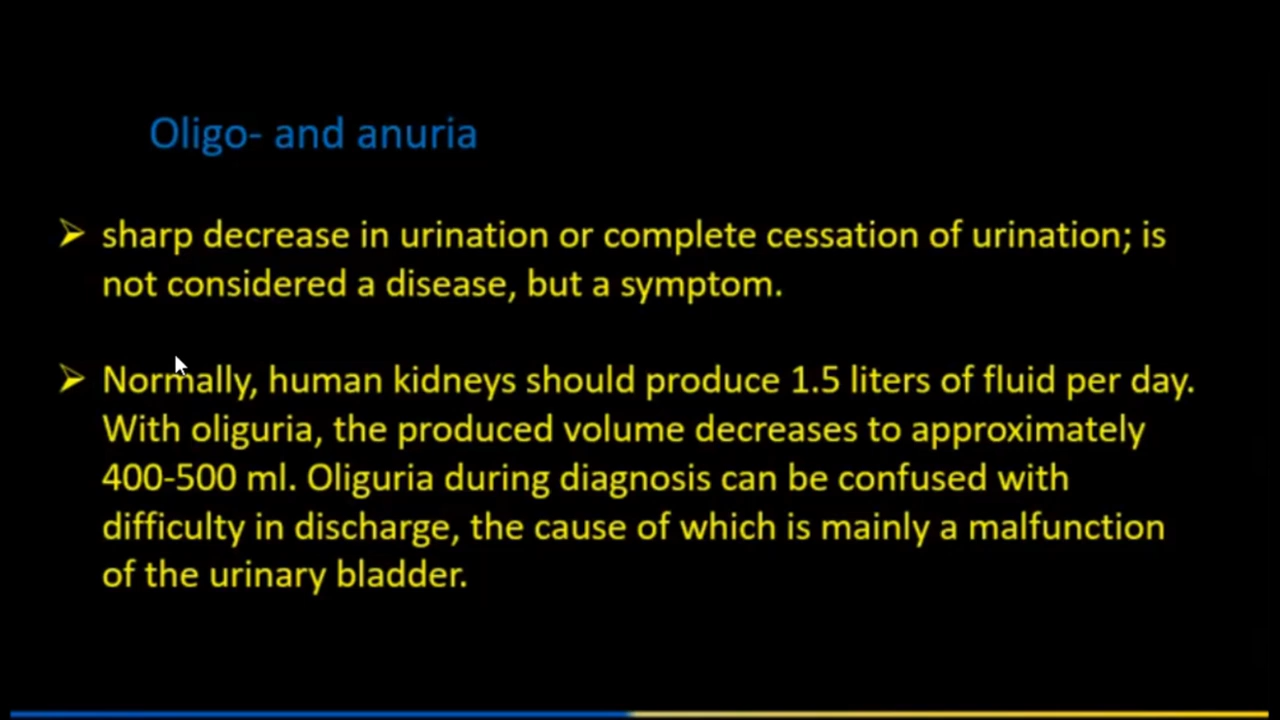 Oligo- and anuria
sharp decrease in urination or complete cessation of urination; is
not considered a disease, but a symptom.
Normally, human kidneys should produce 1.5 liters of fluid per day.
With oliguria, the produced volume decreases to approximately
400-500 ml. Oliguria during diagnosis can be confused with
difficulty in discharge, the cause of which is mainly a malfunction
of the urinary bladder.